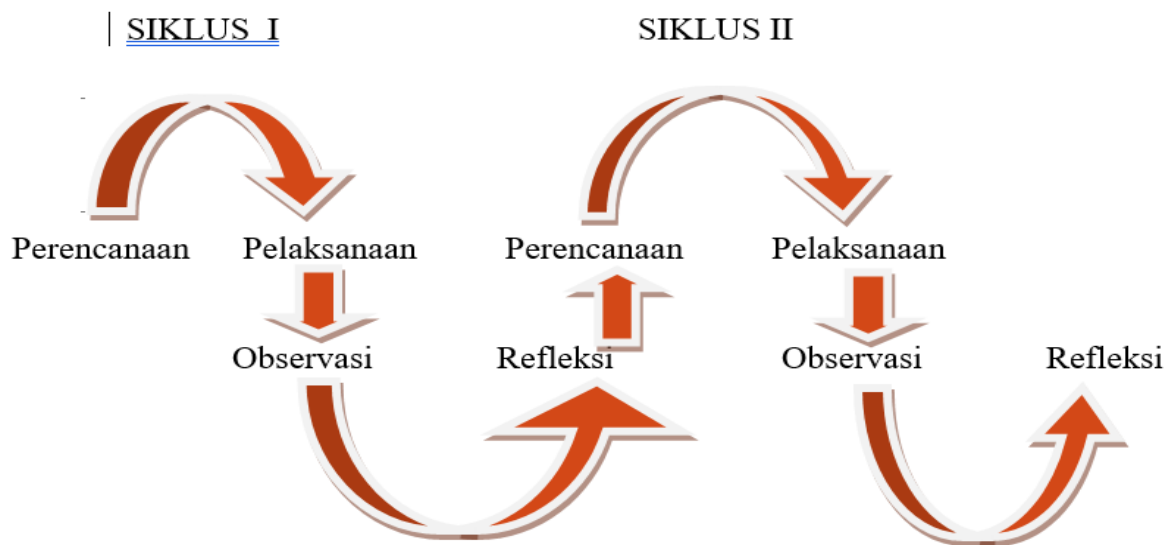 SIKLUS I SIKLUS II
Perencanaan Pelaksanaan Perencanaan Pelaksanaan
Observasi Refleksi Observasi Refleksi